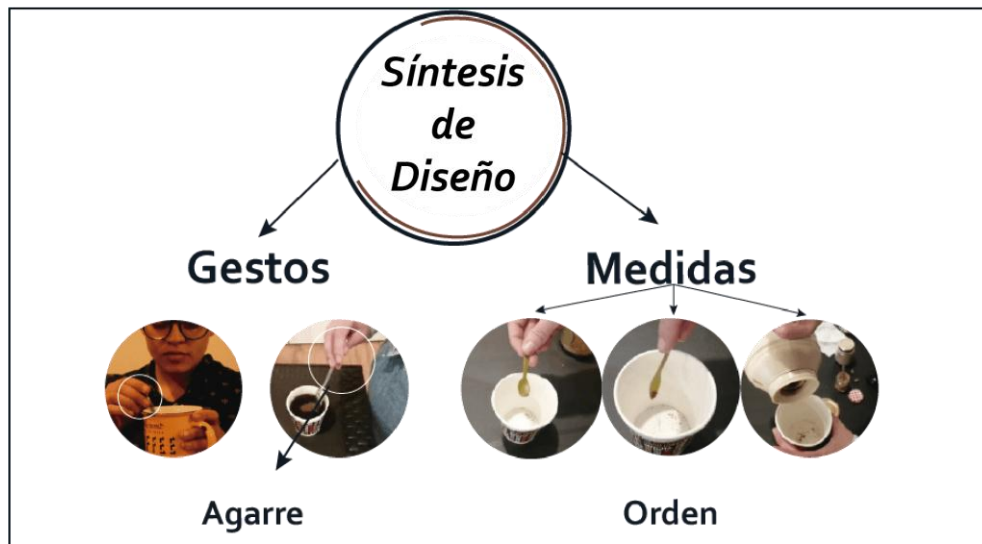 Síntesis
de
Diseño
Gestos
Medidas
Agarre
Orden